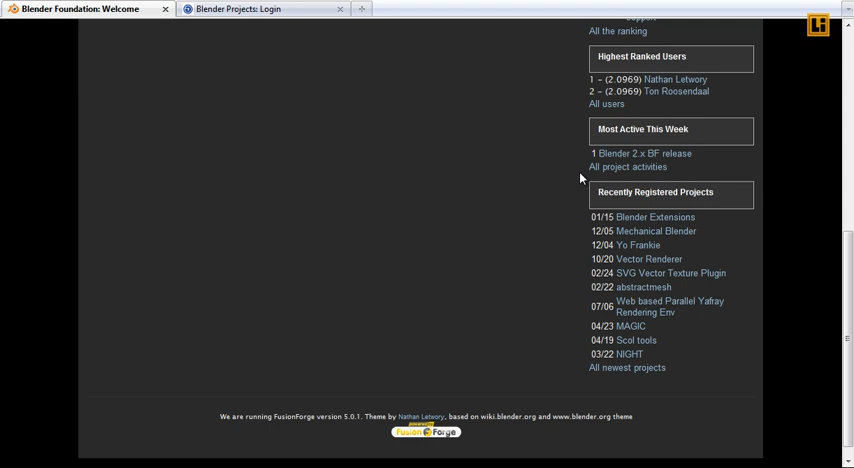 Blender Foundation: Welcome
Blender Projects: Login
Li
support
All the ranking
Highest Ranked Users
1 - (2.0969) Nathan Letwory
2 - (2.0969) Ton Roosendaal
All users
Most Active This Week
1 Blender 2.x BF release
All project activities
Recently Registered Projects
01/15 Blender Extensions
12/05 Mechanical Blender
12/04 Yo Frankie
10/20 Vector Renderer
02/24 SVG Vector Texture Plugin
02/22 abstractmesh
07/06 Web based Parallel Yafray
Rendering Env
04/23 MAGIC
04/19 Scol tools
03/22 NIGHT
All newest projects
We are running FusionForge version 5.0.1. Theme by Nathan Letwory, based on wiki.blender.org and www.blender.org theme
Fusion Forge